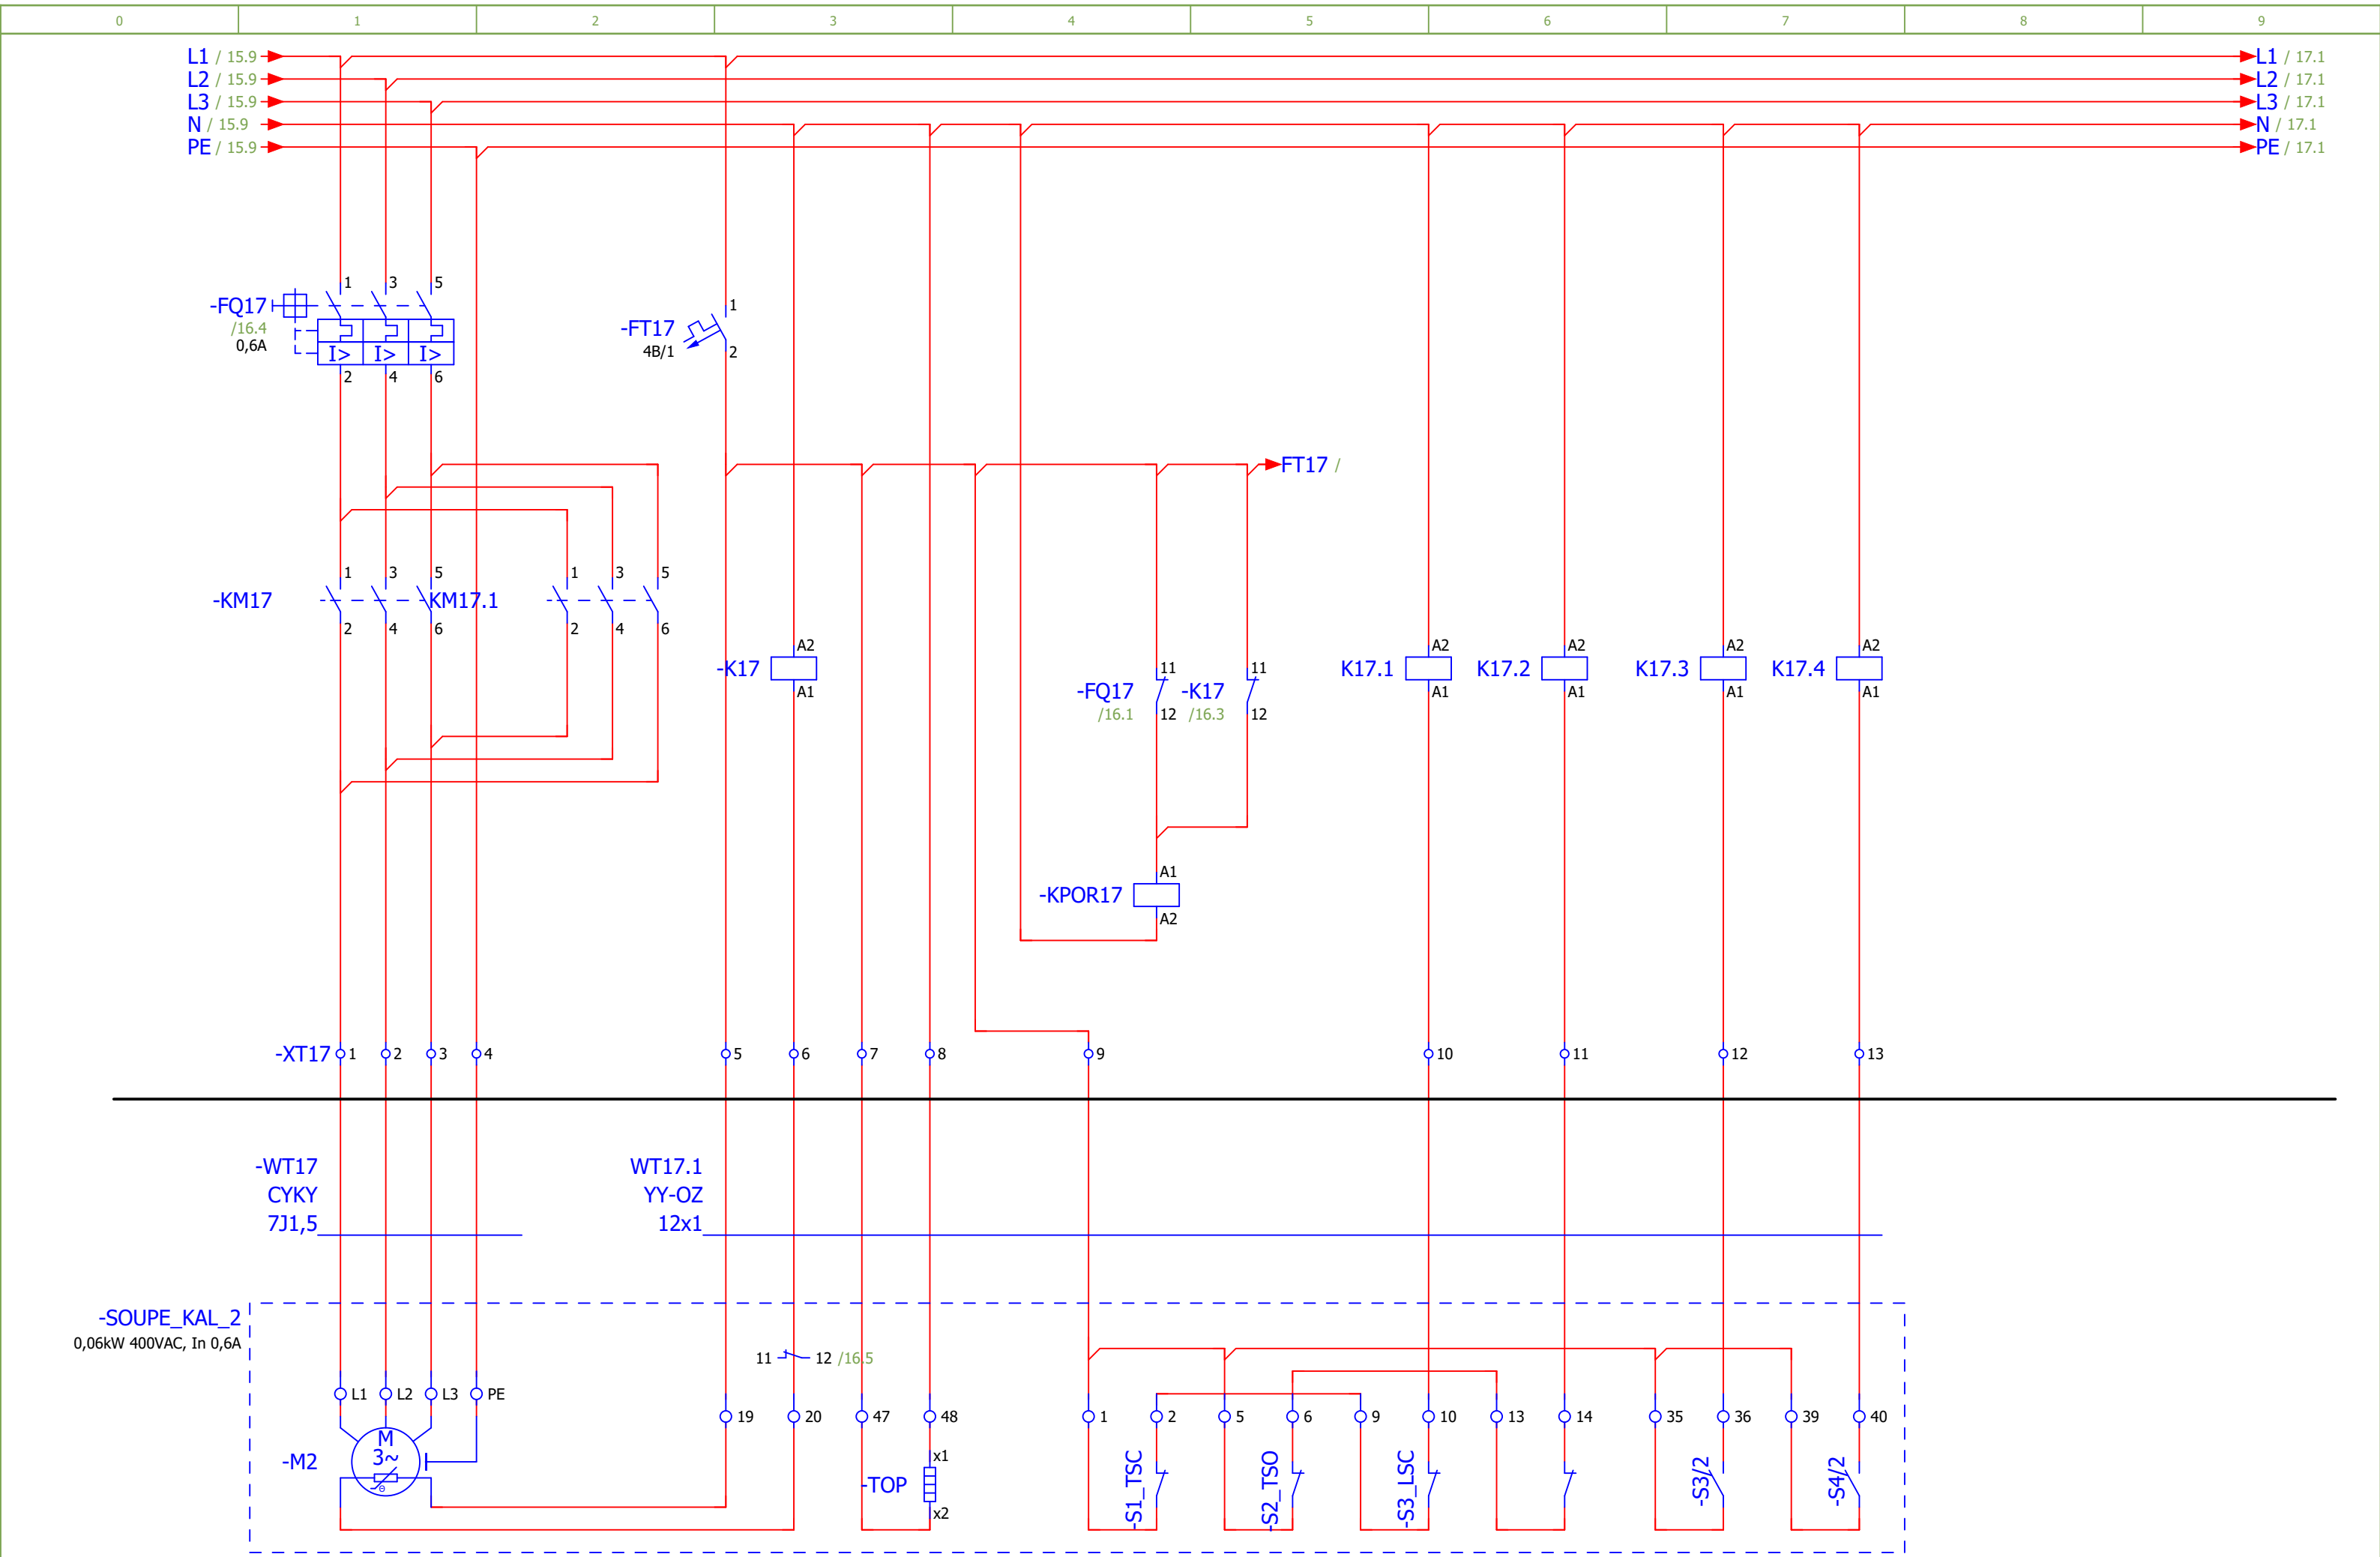 0 1 2 3 4 5 6 7 8 9
L1 / 15.9 L1 / 17.1
L2 / 15.9 L2 / 17.1
L3 / 15.9 L3 / 17.1
N / 15.9 N / 17.1
PE / 15.9 PE / 17.1
1 3 5
-FQ17
/16.4
0,6A
I> I> I>
2 4 6
1
-FT17
4B/1
2
FT17 /
1 3 5 1 3 5
-KM17 KM17.1
2 4 6 2 4 6
A2 A2 A2 A2 A2
-K17 K17.1 K17.2 K17.3 K17.4
A1 A1 A1 A1 A1
11 11
-FQ17 -K17
/16.1 12 /16.3 12
A1
-KPOR17
A2
-XT17 1 2 3 4 5 6 7 8 9 10 11 12 13
-WT17 WT17.1
CYKY YY-OZ
7J1,5 12x1
-SOUPE_KAL_2
0,06kW 400VAC, In 0,6A
11 12 /16.5
L1 L2 L3 PE
19 20 47 48 1 2 5 6 9 10 13 14 35 36 39 40
M
3~
-M2
Θ
x1
-TOP
x2
-S1_TSC
-S2_TSO
-S3_LSC
-S3/2
-S4/2